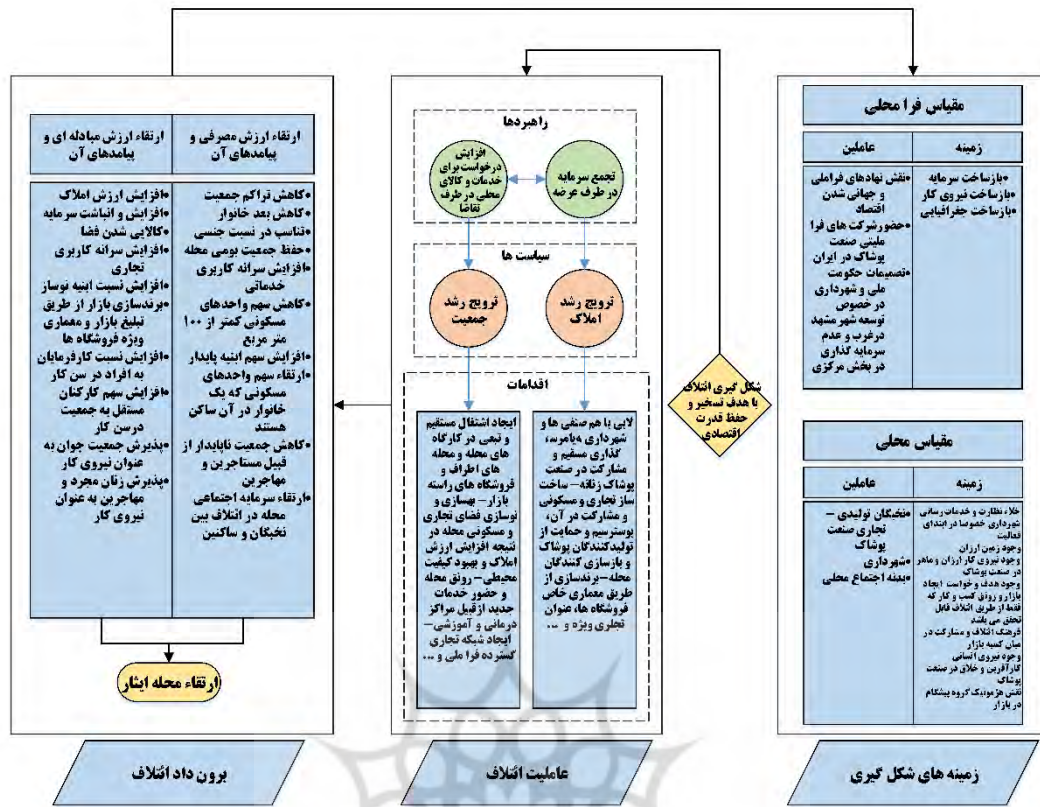 مقیاس فرا محلی
زمینه
عاملین
•بازساخت سرمایه
•بازساخت نیروی کار
•بازساخت جغرافیایی
•نقش نهادهای فراملی
و جهانی شدن
اقتصاد
•حضورشرکت های فرا
ملیتی صنعت
پوشاک در ایران
•تصمیمات حکومت
ملی و شهرداری
در خصوص
توسعه شهر مشهد
درغرب و عدم
سرمایه گذاری
در بخش مرکزی
مقیاس محلی
زمینه
عاملین
خلاء نظارت و خدمات رسانی
شهرداری خصوصا در ابتدای
فعالیت
وجود زمین ارزان
وجود نیروی کار ارزان و ماهر
در صنعت پوشاک
وجود هدف و خواست ایجاد
بازار و رونق کسب و کار که
فقط از طریق ائتلاف قابل
تحقق می باشد
فرهنگ ائتلاف و مشارکت در
میان کسبه بازار
وجود نیروی انسانی
کارآفرین و خلاق در صنعت
پوشاک
نقش هژمونیک گروه پیشگام
در بازار
•نخبگان تولیدی –
تجاری صنعت
پوشاک
•شهرداری
•بدنه اجتماع محلی
زمینه های شکل گیری
شکل گیری ائتلاف
با هدف تسخیر و
حفظ قدرت
اقتصادی
راهبردها
تجمع سرمایه
در طرف عرضه
افزایش
درخواست برای
خدمات و کالای
محلی در طرف
تقاضا
سیاست ها
ترویج رشد
املاک
ترویج رشد
جمعیت
اقدامات
لابی با هم صنفی ها و
شهرداری
گذاری مستقیم و
مشارکت در صنعت
پوشاک زنانه– ساخت
ساز تجاری و مسکونی
و مشارکت در آن،
و حمایت از
تولیدکنندگان پوشاک
و بازسازی کنندگان
محله–برندسازی از
طریق معماری خاص
فروشگاه ها، عنوان
تجاری ویژه و ...
ایجاد اشتغال مستقیم
و تبعی در کارگاه
های محله و محله
های اطراف و
فروشگاه های راسته
بازار– بهسازی و
نوسازی فضای تجاری
و مسکونی محله در
نتیجه افزایش ارزش
املاک و بهبود کیفیت
محیطی– رونق محله
و حضور خدمات
جدید ازقبیل مراکز
درمانی و آموزشی–
ایجاد شبکه تجاری
گسترده فرا ملی و ...
عاملیت ائتلاف
ارتقاء ارزش مصرفی و
پیامدهای آن
•کاهش تراکم جمعیت
•کاهش بعد خانوار
•تناسب در نسبت جنسی
•حفظ جمعیت بومی محله
•افزایش سرانه کاربری
خدماتی
•کاهش سهم واحدهای
مسکونی کمتر از ۱۰۰
متر مربع
•افزایش سهم ابنیه پایدار
•ارتقاء سهم واحدهای
مسکونی که یک
خانوار در آن ساکن
هستند
•کاهش جمعیت ناپایدار از
قبیل مستاجرین و
مهاجرین
•ارتقاء سرمایه اجتماعی
محله در ائتلاف بین
نخبگان و ساکنین
ارتقاء ارزش مبادله ای و
پیامدهای آن
•افزایش ارزش املاک
•افزایش و انباشت سرمایه
•کالایی شدن فضا
•افزایش سرانه کاربری
تجاری
•افزایش نسبت ابنیه نوساز
•برندسازی بازار از طریق
تبلیغ بازار و معماری
ویژه فروشگاه ها
•افزایش نسبت کارفرمایان
به افراد در سن کار
•افزایش سهم کارکنان
مستقل به جمعیت
درسن کار
•پذیرش جمعیت جوان به
عنوان نیروی کار
•پذیرش زنان مجرد و
مهاجرین به عنوان
نیروی کار
ارتقاء محله ایثار
برون داد ائتلاف